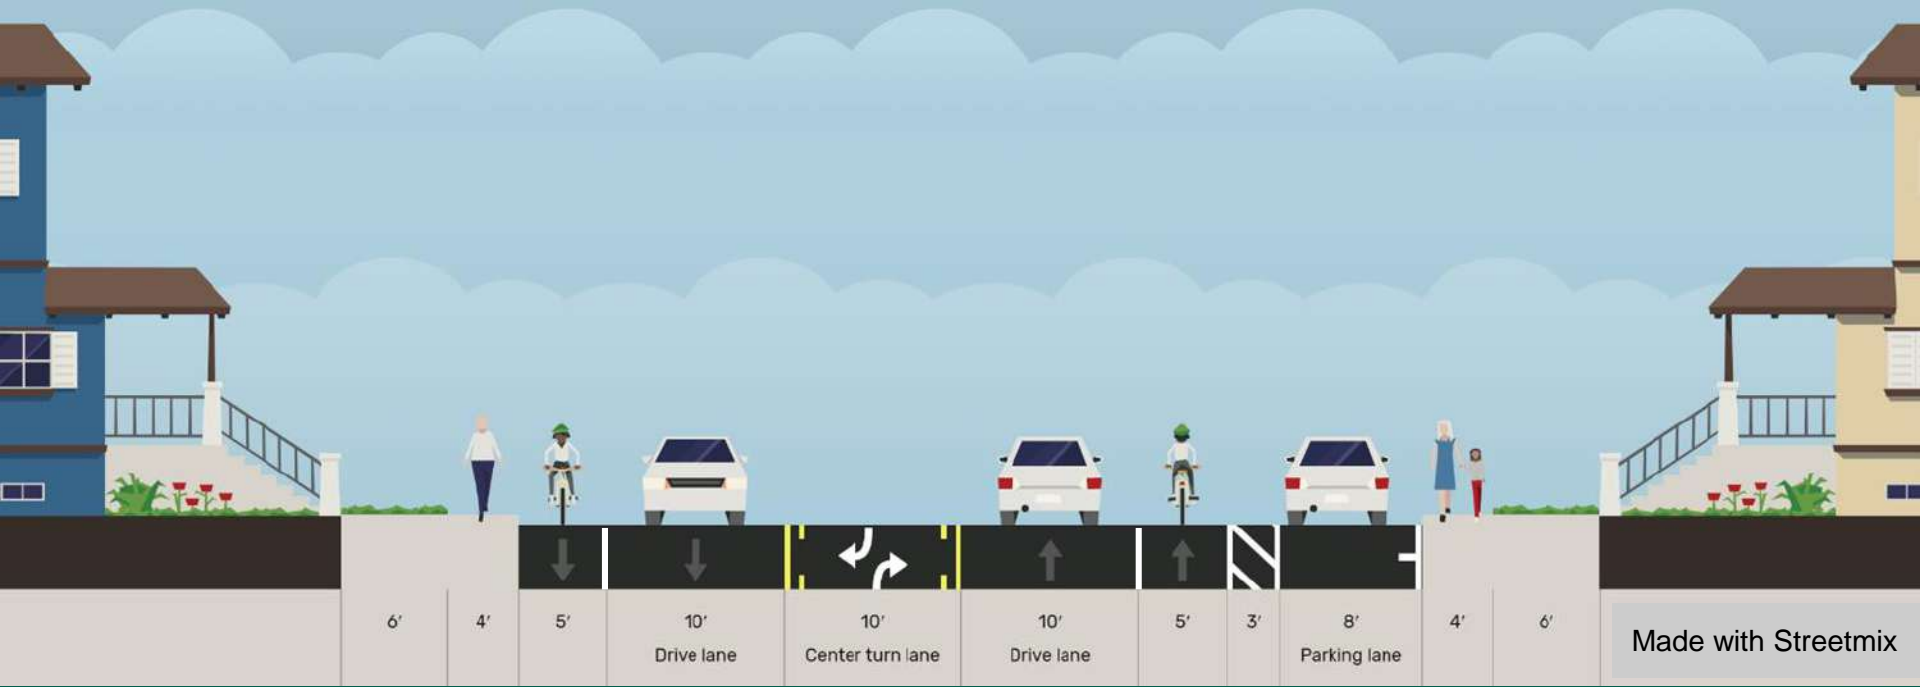 6' 4' 5' 10' 10' 10' 5' 3' 8' 4' 6'
Drive lane Center turn lane Drive lane Parking lane
Made with Streetmix